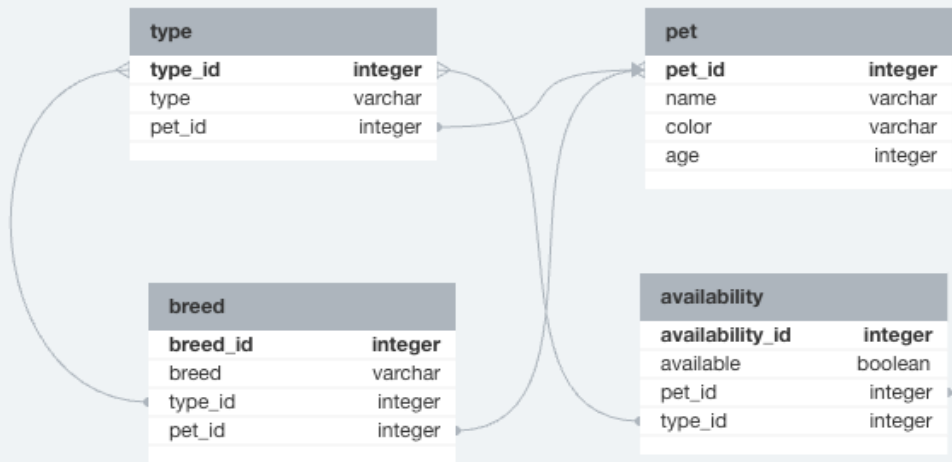 type
type_id integer
type varchar
pet_id integer
pet
pet_id integer
name varchar
color varchar
age integer
breed
breed_id integer
breed varchar
type_id integer
pet_id integer
availability
availability_id integer
available boolean
pet_id integer
type_id integer